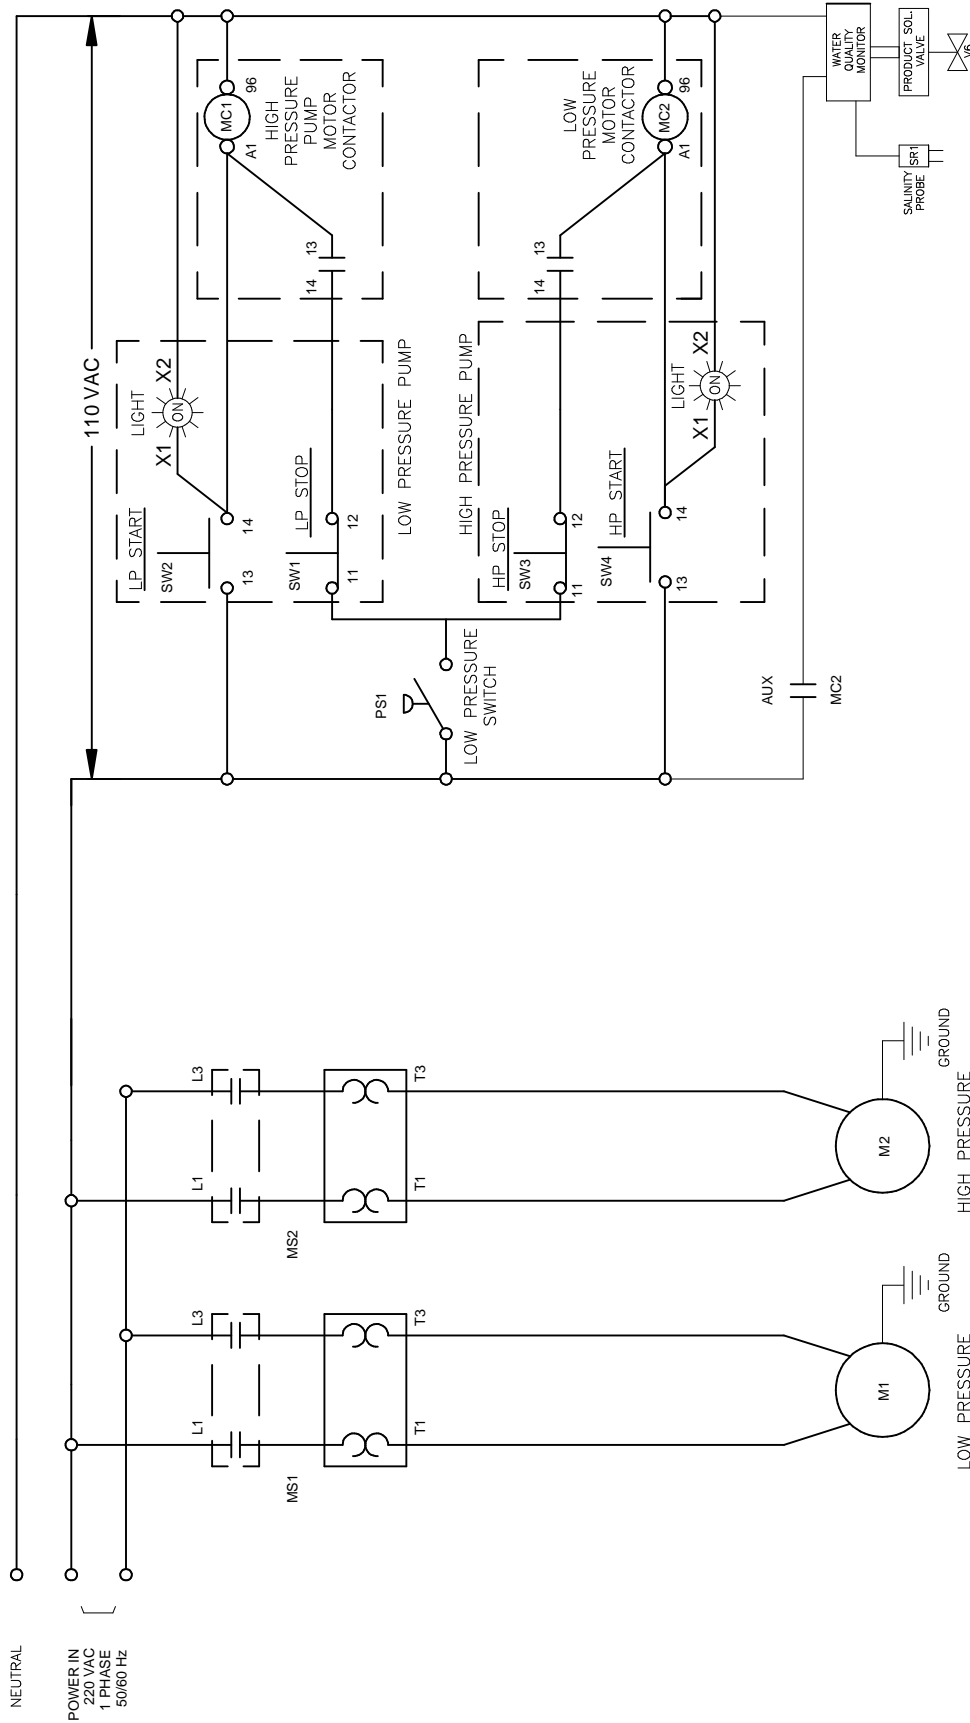 NEUTRAL
POWER IN
220 VAC
1 PHASE
50/60 Hz
L1
L3
MS1
T1
T3
M1
GROUND
LOW PRESSURE
L1
L3
MS2
T1
T3
M2
GROUND
HIGH PRESSURE
110 VAC
LP START
SW2
13
14
LIGHT
X1
ON
X2
LP STOP
SW1
11
12
LOW PRESSURE PUMP
MC1
A1
96
HIGH
PRESSURE
PUMP
MOTOR
CONTACTOR
14
13
PS1
LOW PRESSURE
SWITCH
HIGH PRESSURE PUMP
HP STOP
SW3
11
12
HP START
SW4
13
14
LIGHT
X1
ON
X2
LOW
PRESSURE
MOTOR
CONTACTOR
14
13
MC2
A1
96
AUX
MC2
WATER
QUALITY
MONITOR
PRODUCT SOL.
VALVE
V6
SALINITY
PROBE
SR1